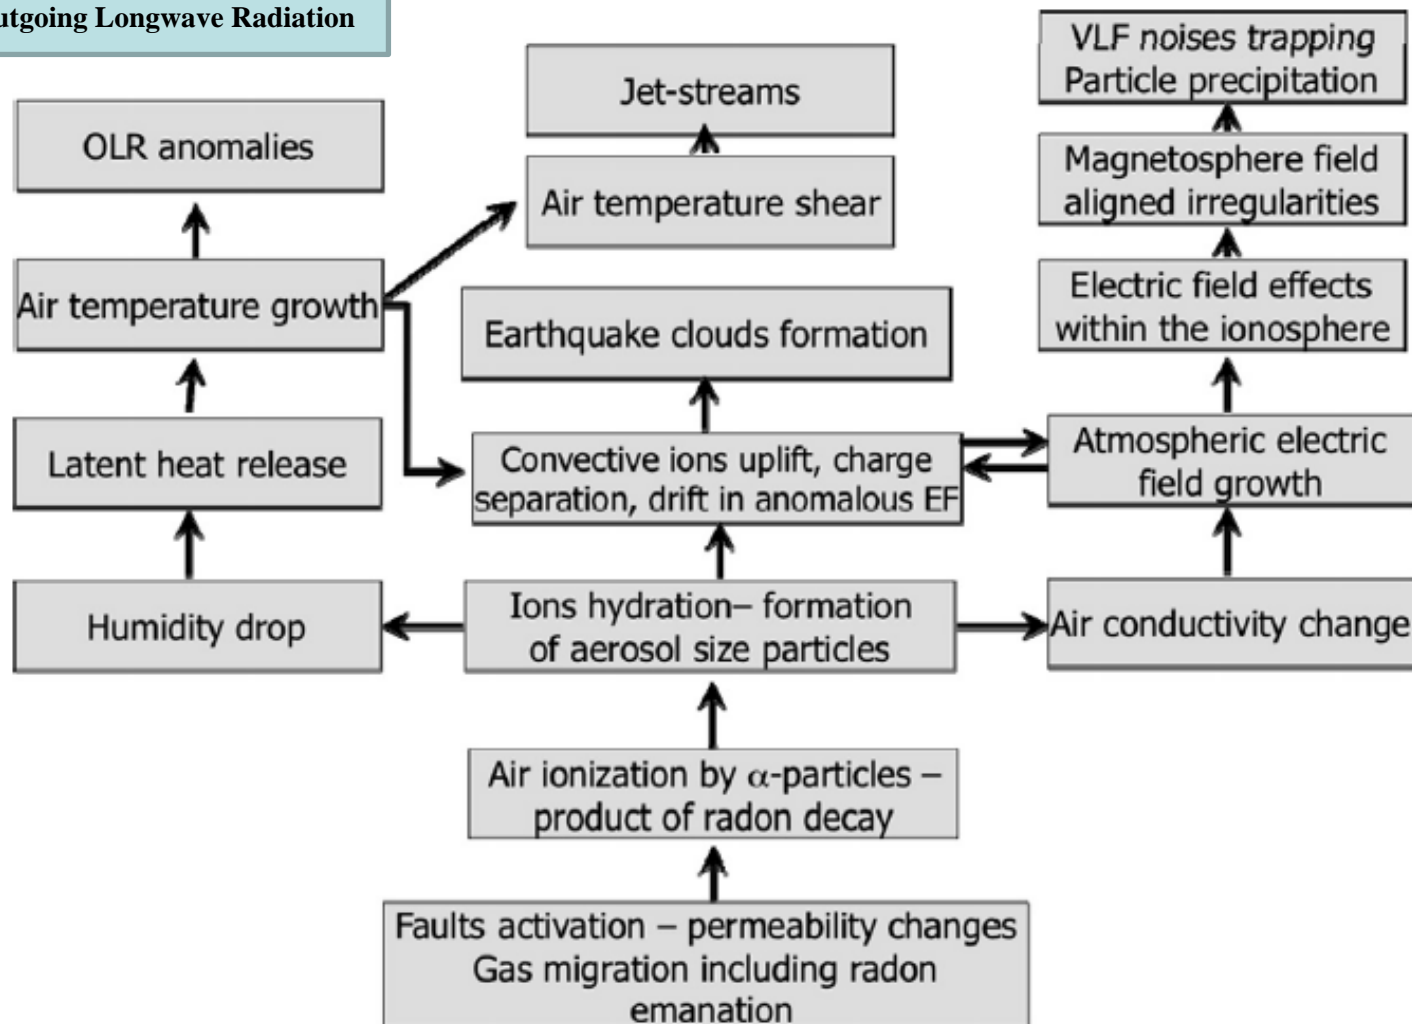 utgoing Longwave Radiation
OLR anomalies
Air temperature growth
Latent heat release
Humidity drop
Jet-streams
Air temperature shear
Earthquake clouds formation
Convective ions uplift, charge
separation, drift in anomalous EF
Ions hydration– formation
of aerosol size particles
Air ionization by α-particles –
product of radon decay
Faults activation – permeability changes
Gas migration including radon
emanation
VLF noises trapping
Particle precipitation
Magnetosphere field
aligned irregularities
Electric field effects
within the ionosphere
Atmospheric electric
field growth
Air conductivity change